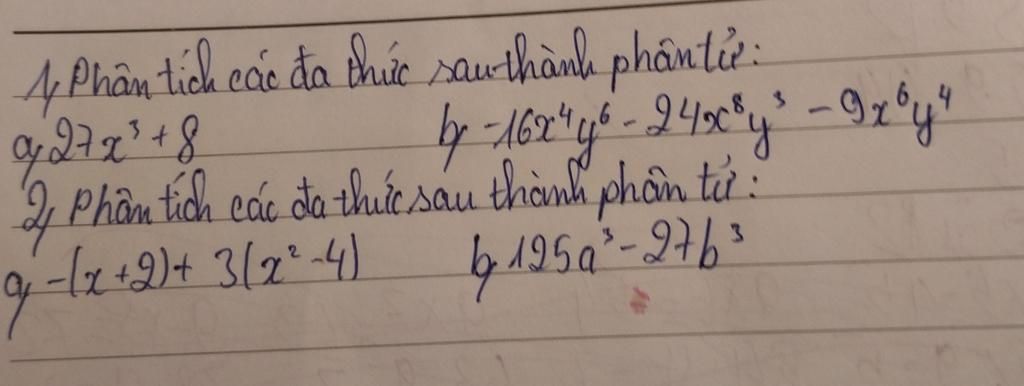 1, Phân tích các đa thức sau thành phân tử:
a, 27x³ + 8 b, -16x⁴y⁶ - 24x⁸y³ - 9x⁶y⁴
2, Phân tích các đa thức sau thành phân tử:
a, -(x+2) + 3(x² - 4) b, 125a³ - 27b³